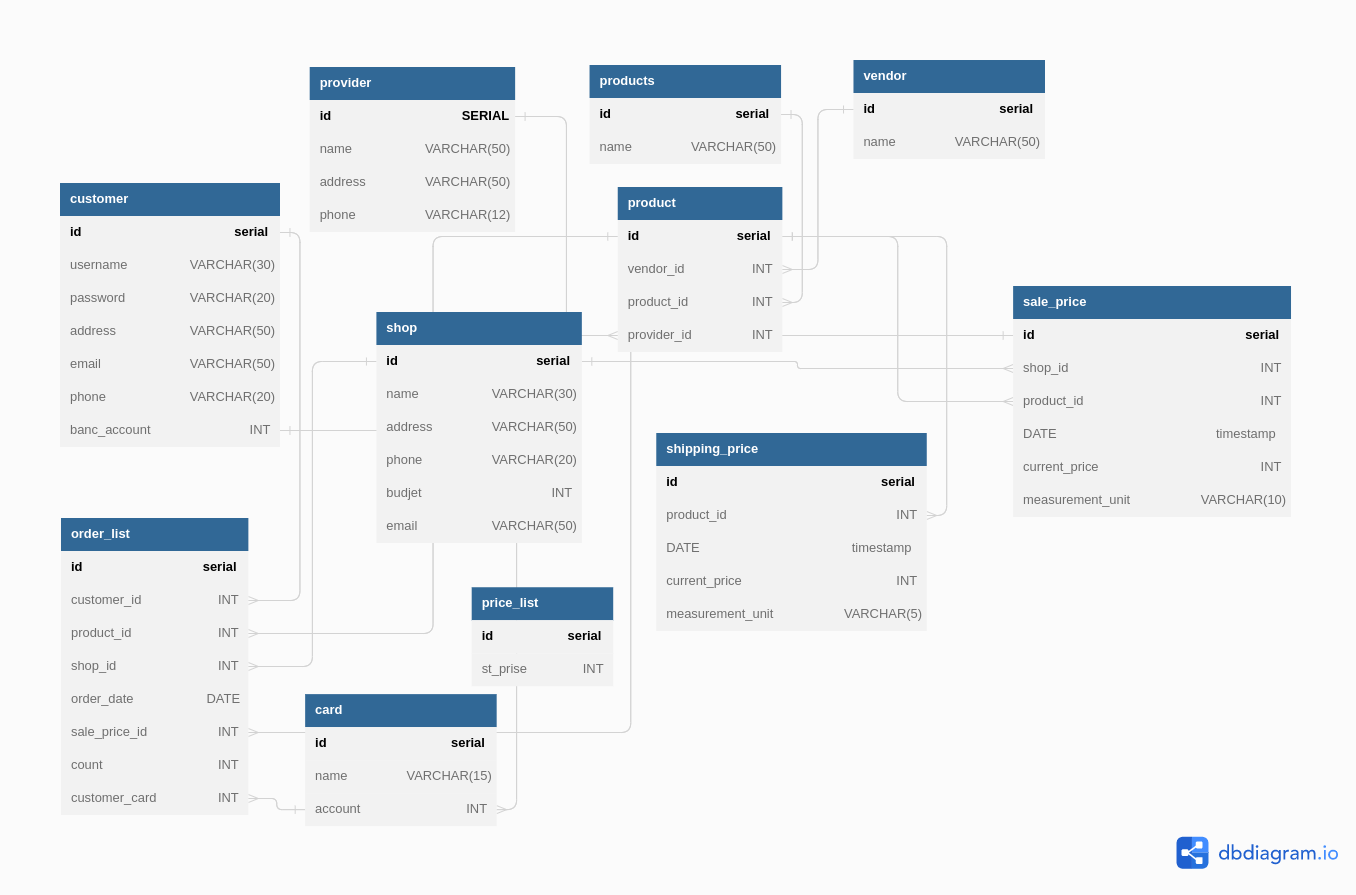 provider
id SERIAL
name VARCHAR(50)
address VARCHAR(50)
phone VARCHAR(12)
products
id serial
name VARCHAR(50)
vendor
id serial
name VARCHAR(50)
customer
id serial
username VARCHAR(30)
password VARCHAR(20)
address VARCHAR(50)
email VARCHAR(50)
phone VARCHAR(20)
banc_account INT
product
id serial
vendor_id INT
product_id INT
provider_id INT
shop
id serial
name VARCHAR(30)
address VARCHAR(50)
phone VARCHAR(20)
budjet INT
email VARCHAR(50)
sale_price
id serial
shop_id INT
product_id INT
DATE timestamp
current_price INT
measurement_unit VARCHAR(10)
shipping_price
id serial
product_id INT
DATE timestamp
current_price INT
measurement_unit VARCHAR(5)
order_list
id serial
customer_id INT
product_id INT
shop_id INT
order_date DATE
sale_price_id INT
count INT
customer_card INT
price_list
id serial
st_prise INT
card
id serial
name VARCHAR(15)
account INT
dbdiagram.io